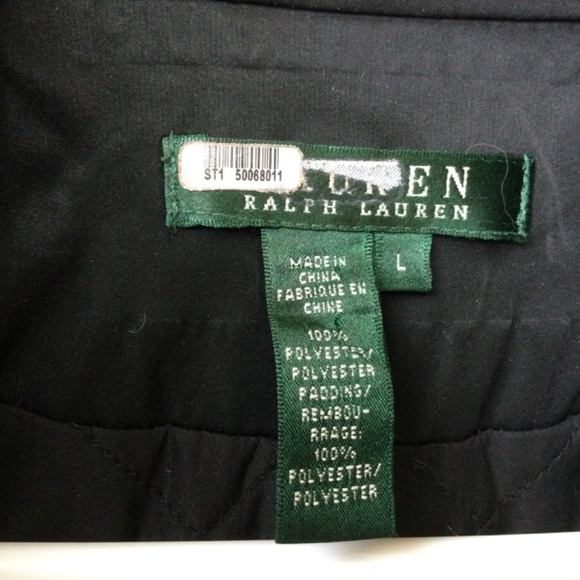 ST1 50068011
REN
RALPH LAUREN
L
MADE IN
CHINA
FABRIQUE EN
CHINE
100%
POLYESTER/
POLYESTER
PADDING/
REMBOU-
RRAGE:
100%
POLYESTER/
POLYESTER